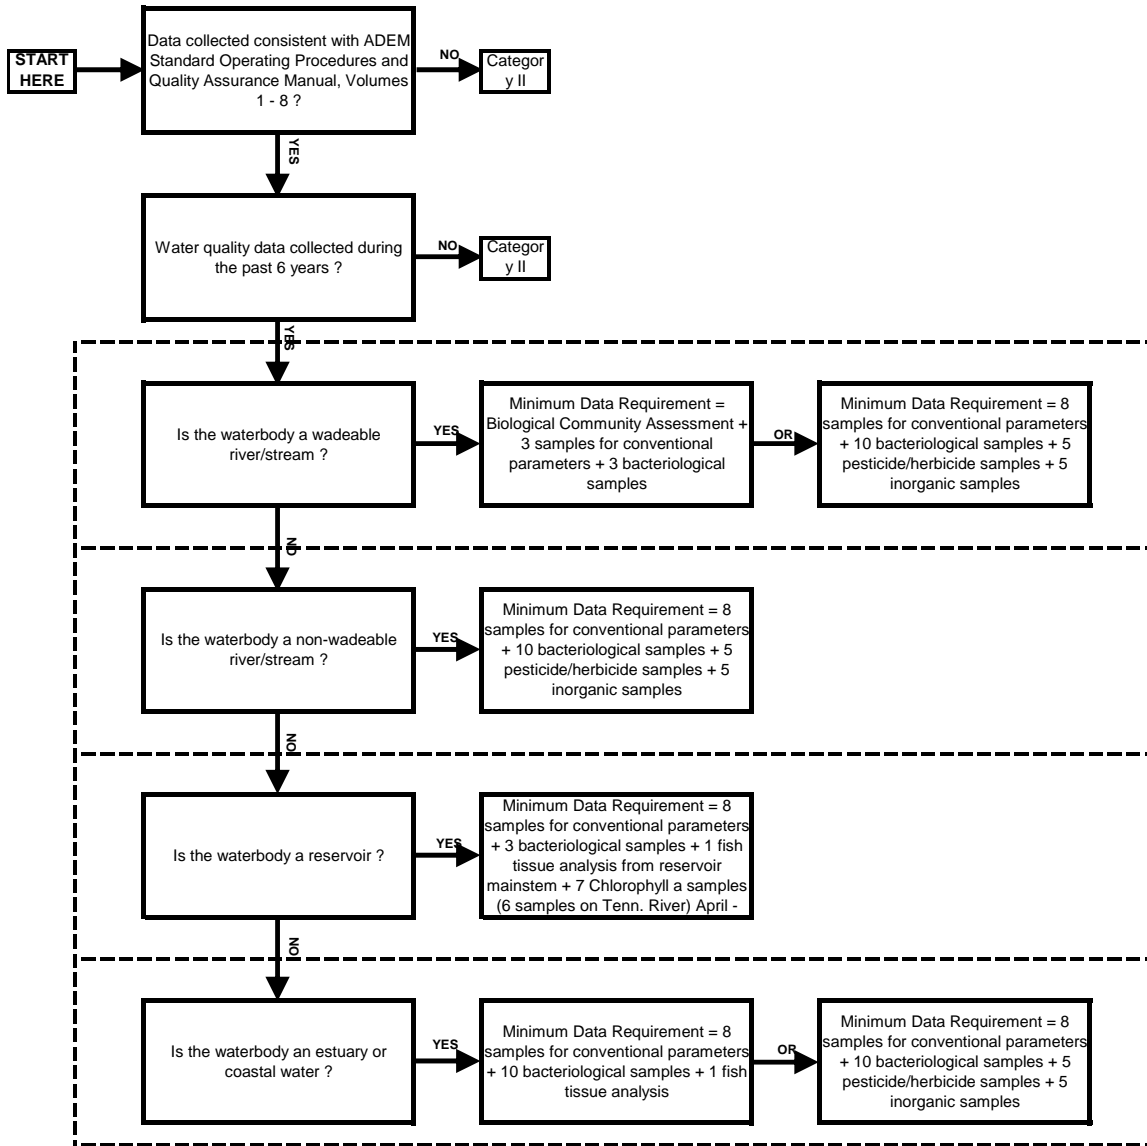 START
HERE
Data collected consistent with ADEM
Standard Operating Procedures and
Quality Assurance Manual, Volumes
1 - 8 ?
NO
Categor
y II
YES
Water quality data collected during
the past 6 years ?
NO
Categor
y II
YES
Is the waterbody a wadeable
river/stream ?
YES
Minimum Data Requirement =
Biological Community Assessment +
3 samples for conventional
parameters + 3 bacteriological
samples
OR
Minimum Data Requirement = 8
samples for conventional parameters
+ 10 bacteriological samples + 5
pesticide/herbicide samples + 5
inorganic samples
NO
Is the waterbody a non-wadeable
river/stream ?
YES
Minimum Data Requirement = 8
samples for conventional parameters
+ 10 bacteriological samples + 5
pesticide/herbicide samples + 5
inorganic samples
NO
Is the waterbody a reservoir ?
YES
Minimum Data Requirement = 8
samples for conventional parameters
+ 3 bacteriological samples + 1 fish
tissue analysis from reservoir
mainstem + 7 Chlorophyll a samples
(6 samples on Tenn. River) April -
NO
Is the waterbody an estuary or
coastal water ?
YES
Minimum Data Requirement = 8
samples for conventional parameters
+ 10 bacteriological samples + 1 fish
tissue analysis
OR
Minimum Data Requirement = 8
samples for conventional parameters
+ 10 bacteriological samples + 5
pesticide/herbicide samples + 5
inorganic samples